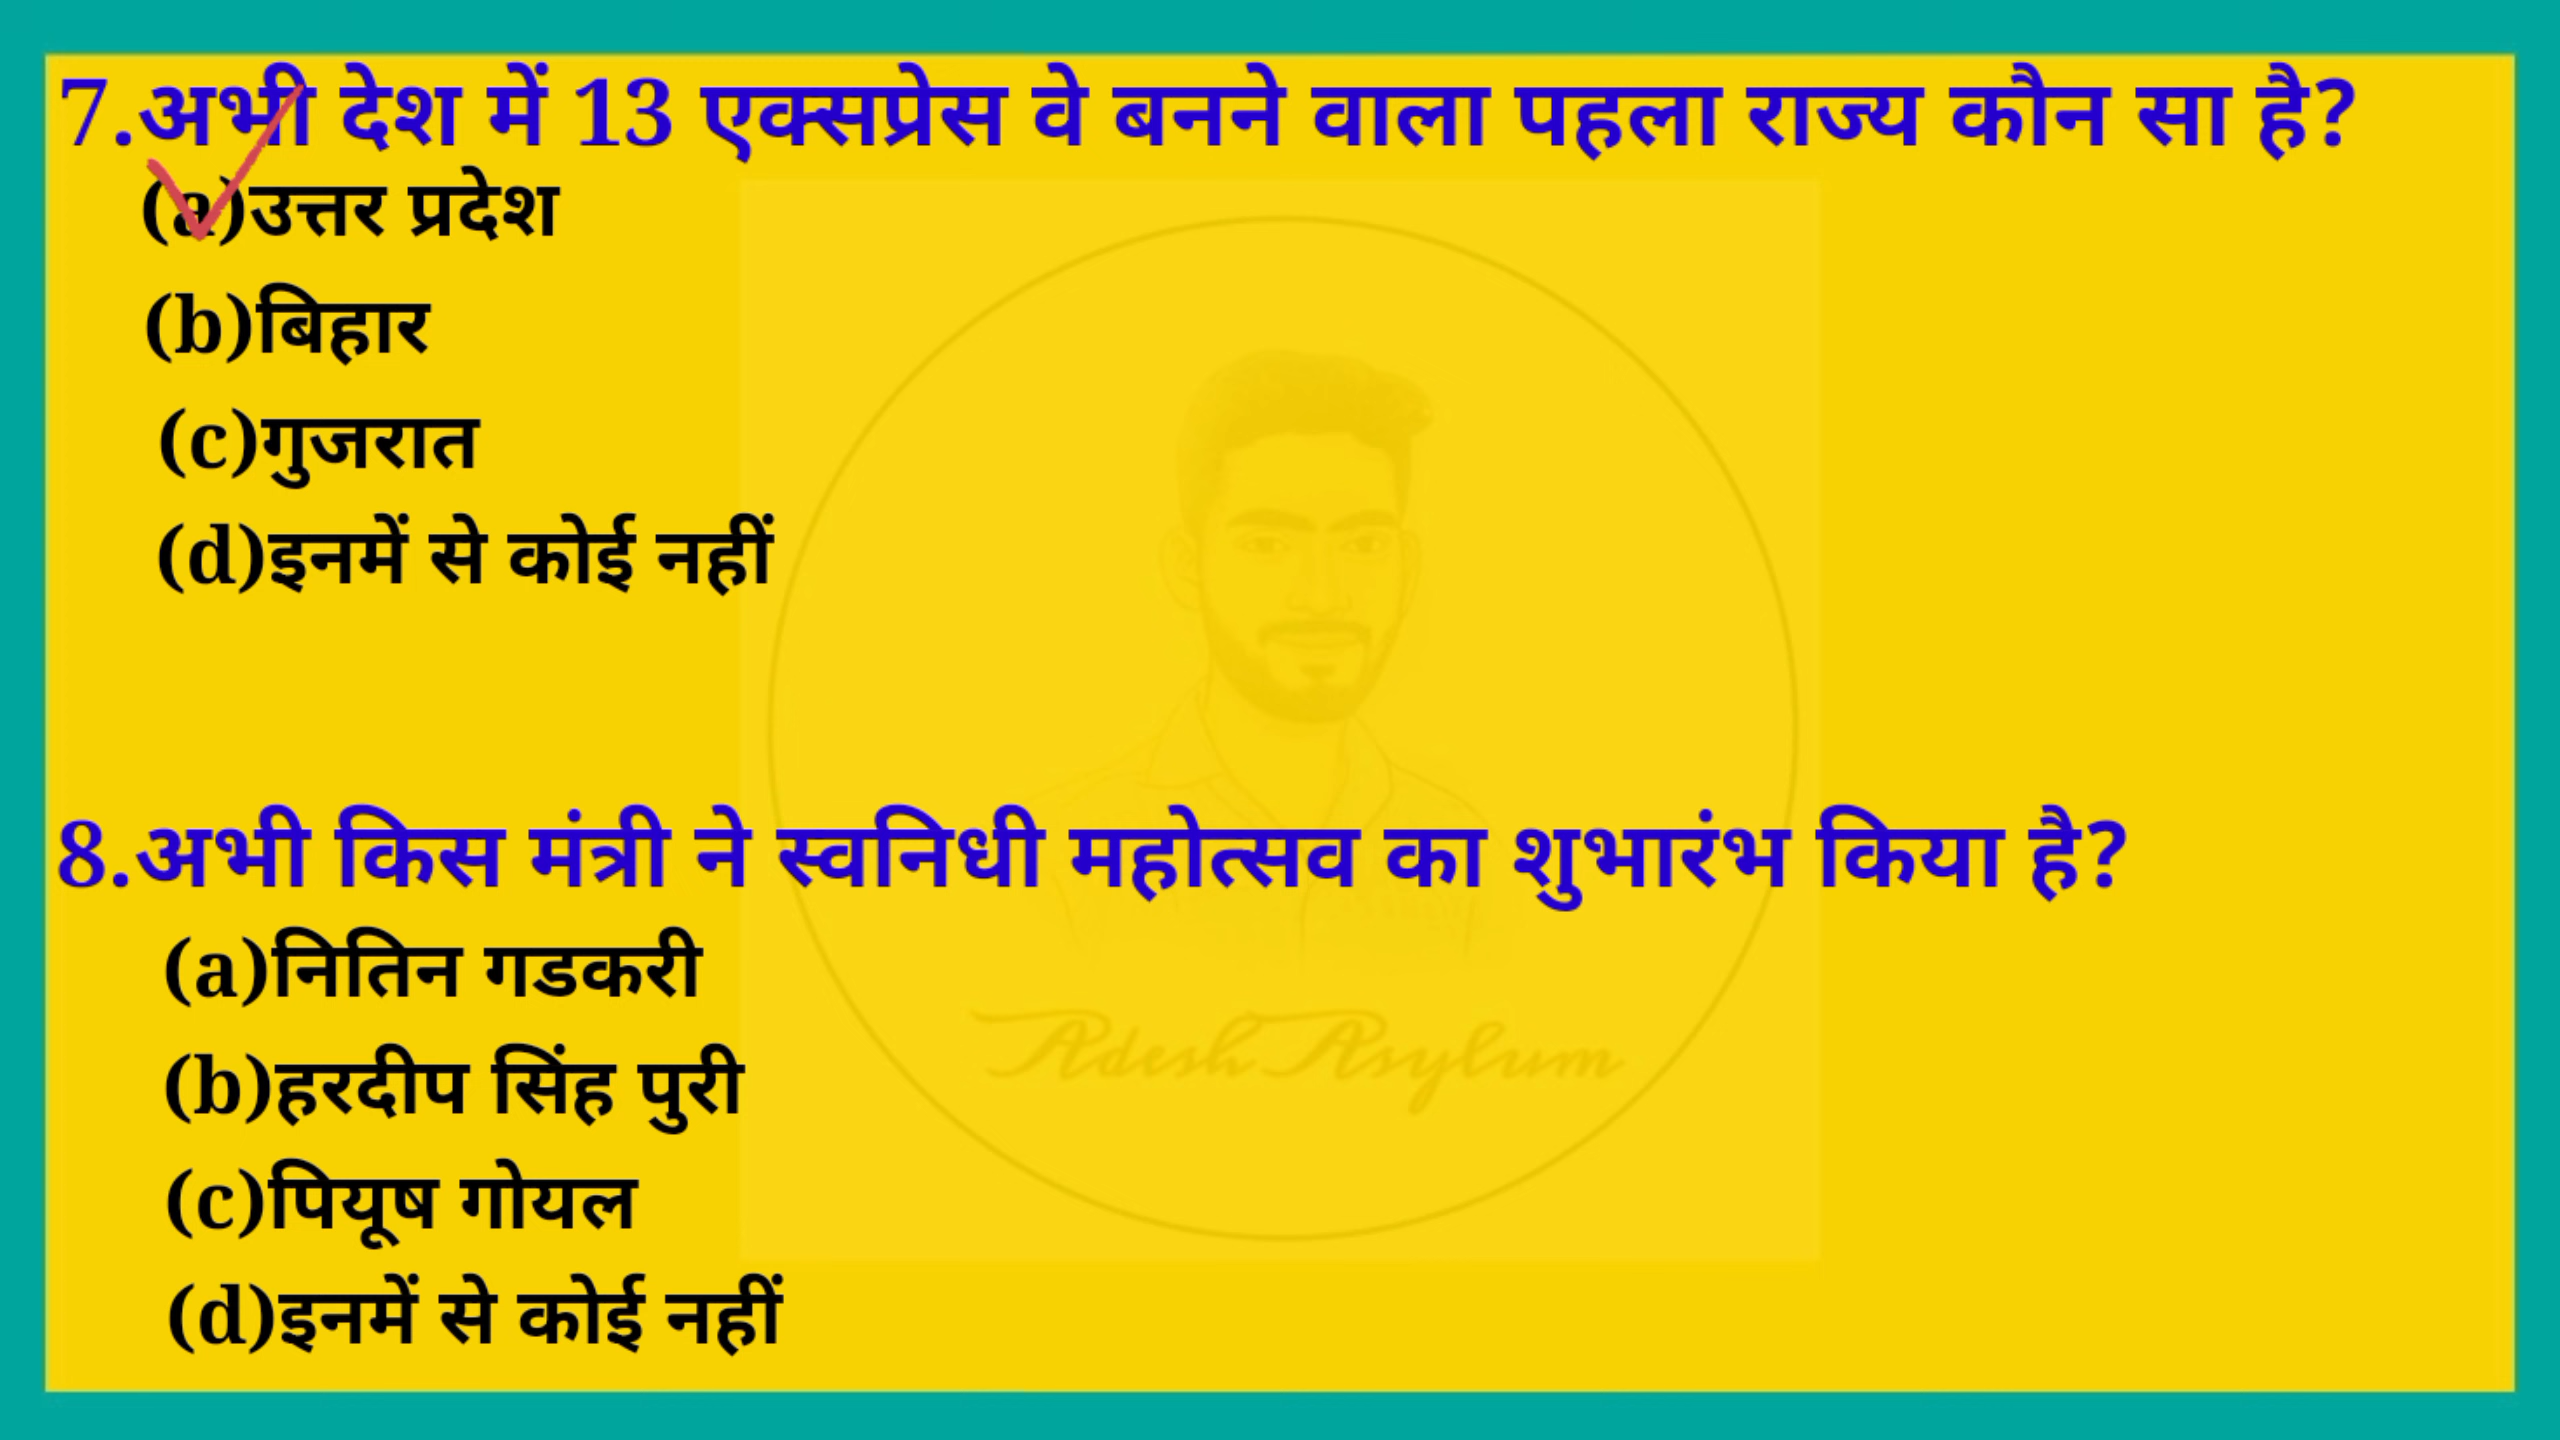 7.अभी देश में 13 एक्सप्रेस वे बनने वाला पहला राज्य कौन सा है?
(a)उत्तर प्रदेश
(b)बिहार
(c)गुजरात
(d)इनमें से कोई नहीं
8.अभी किस मंत्री ने स्वनिधी महोत्सव का शुभारंभ किया है?
(a)नितिन गडकरी
(b)हरदीप सिंह पुरी
(c)पियूष गोयल
(d)इनमें से कोई नहीं
Adesh Asylum